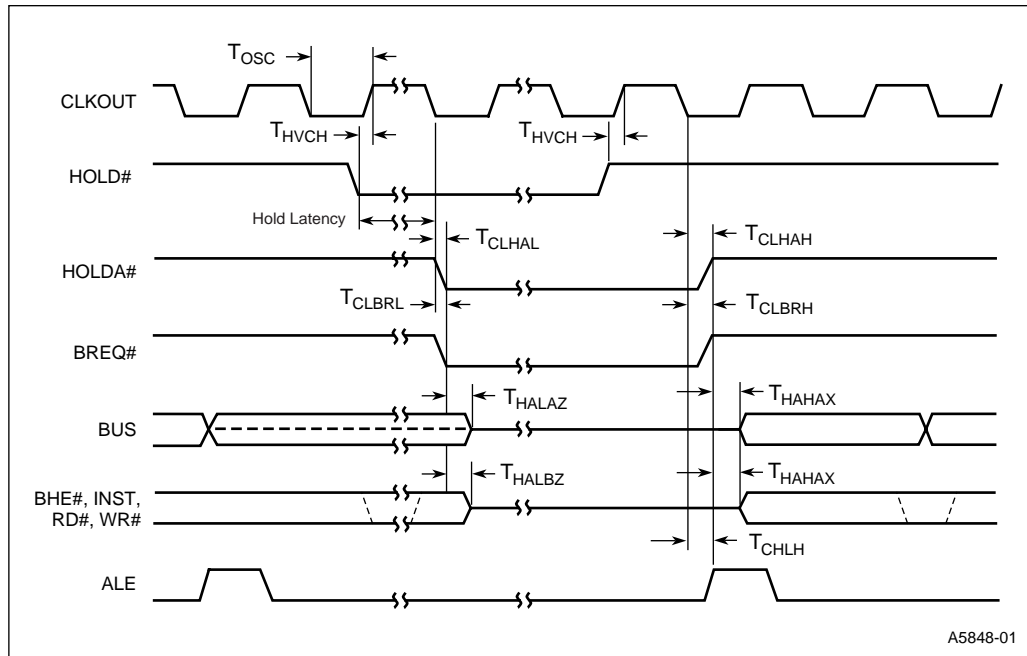 TOSC
CLKOUT
THVCH
THVCH
HOLD#
Hold Latency
TCLHAL
TCLHAH
HOLDA#
TCLBRL
TCLBRH
BREQ#
THALAZ
THAHAX
BUS
THALBZ
THAHAX
BHE#, INST,
RD#, WR#
TCHLH
ALE
A5848-01